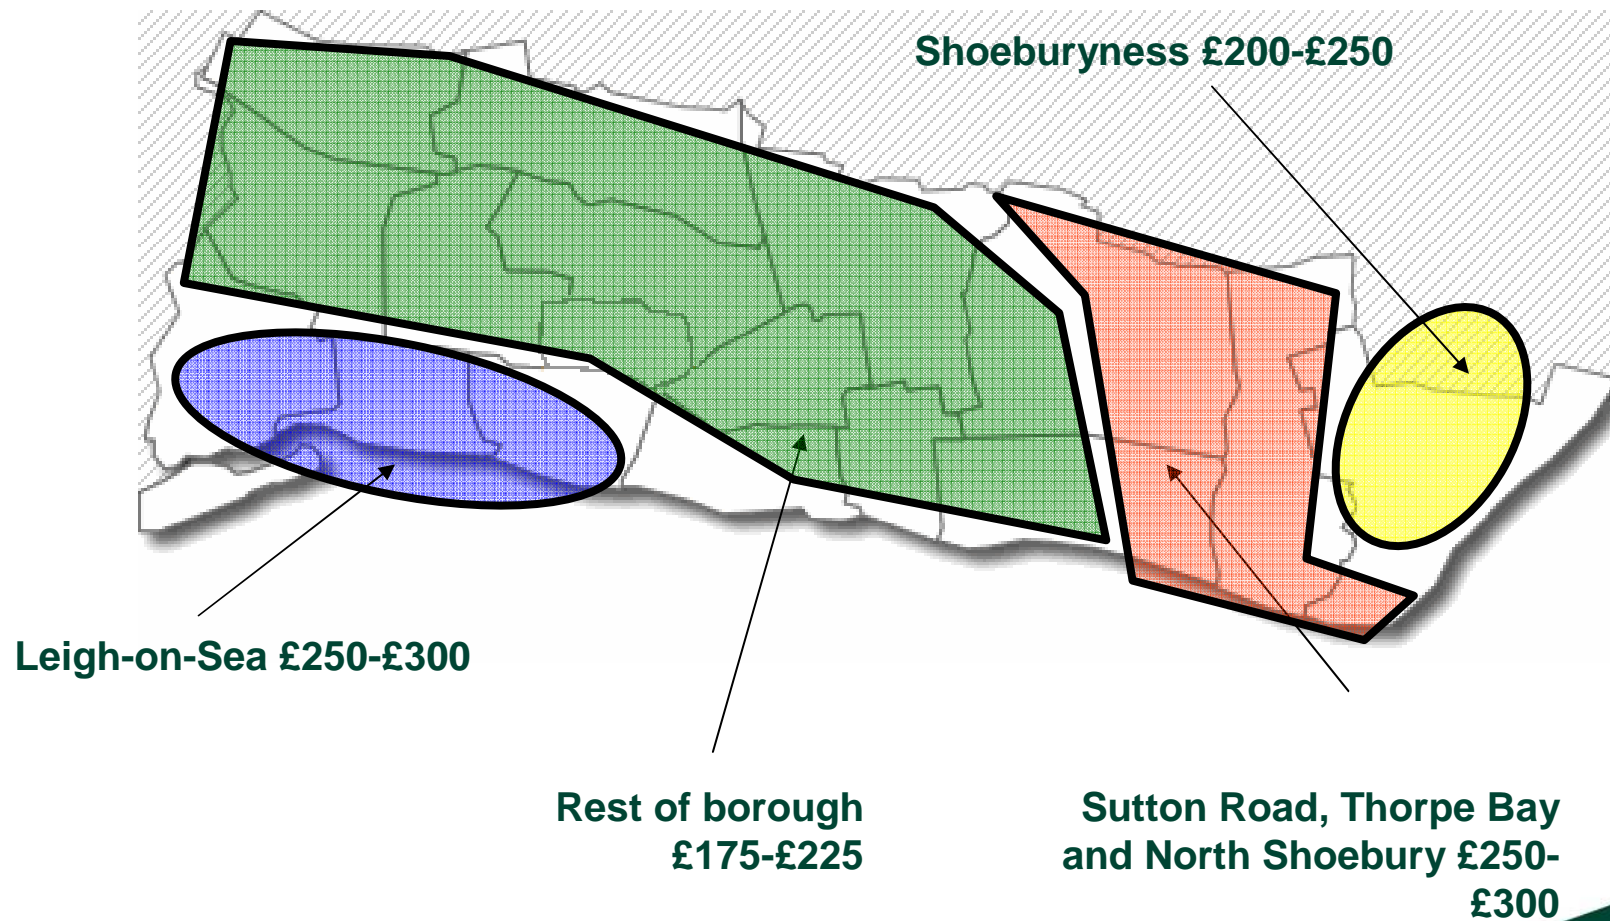 Shoeburyness £200-£250
Leigh-on-Sea £250-£300
Rest of borough
£175-£225
Sutton Road, Thorpe Bay
and North Shoebury £250-
£300